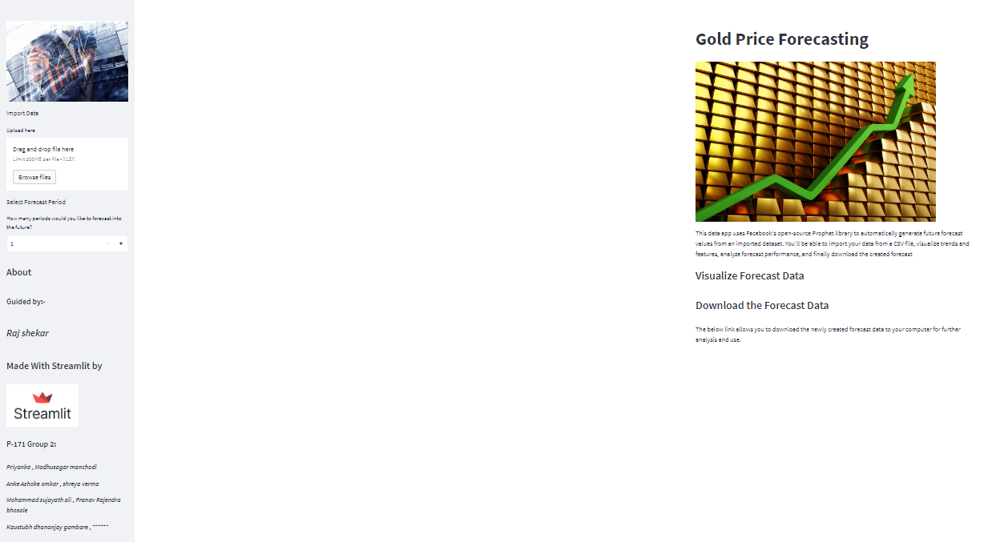 Import Data
Upload here
Drag and drop file here
Limit 200MB per file • XLSX
Browse files
Select Forecast Period
How many periods would you like to forecast into
the future?
1
- +
About
Guided by:-
Raj shekar
Made With Streamlit by
Streamlit
P-171 Group 2:
Priyanka , Madhusagar manchodi
Anke Ashoke omkar , shreya verma
Mohammad sujayath ali , Pranav Rajendra
bhosale
Kaustubh dhananjay gambare , ******
Gold Price Forecasting
This data app uses Facebook's open-source Prophet library to automatically generate future forecast
values from an imported dataset. You'll be able to import your data from a CSV file, visualize trends and
features, analyze forecast performance, and finally download the created forecast
Visualize Forecast Data
Download the Forecast Data
The below link allows you to download the newly created forecast data to your computer for further
analysis and use.